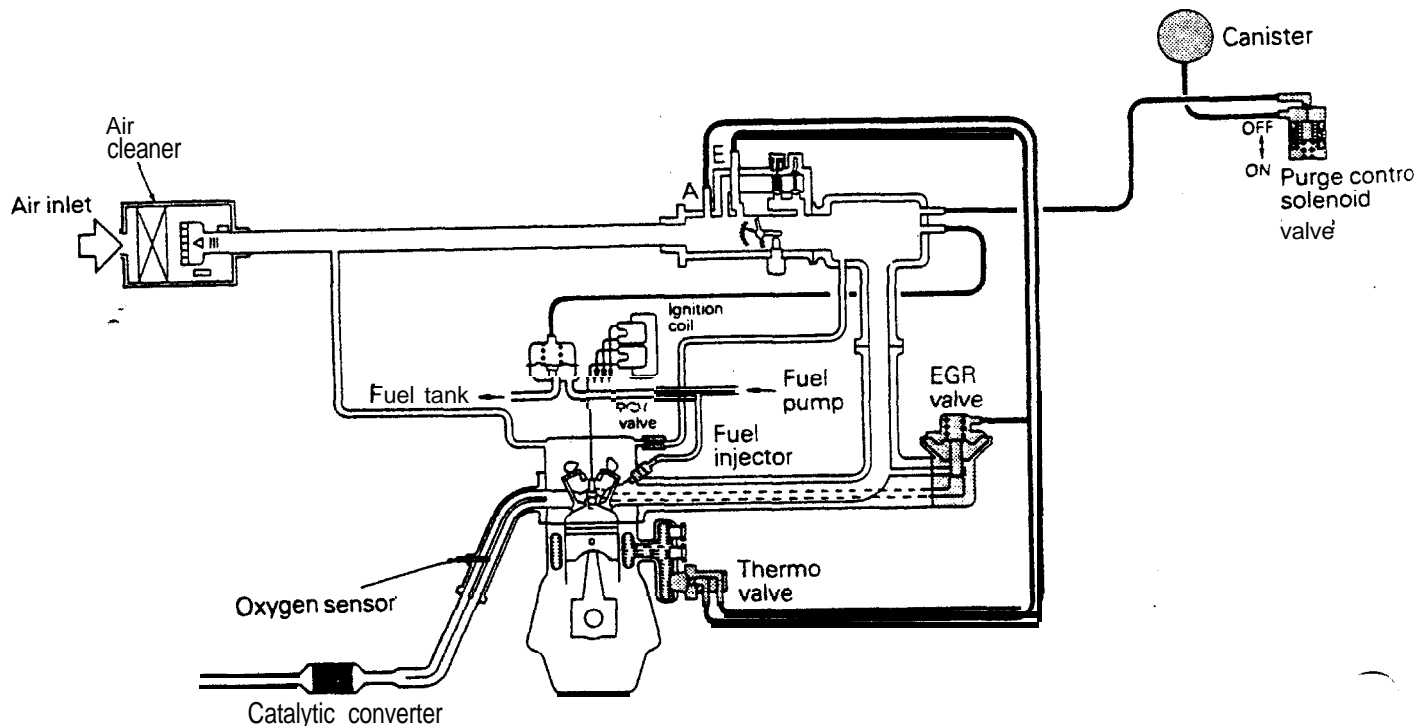 Canister
Air
cleaner
OFF
ON
E
A
Air inlet
Purge contro
solenoid
valve
Ignition
coil
Fuel tank
Fuel
pump
EGR
valve
valve
Fuel
injector
Thermo
valve
Oxygen sensor
Catalytic converter